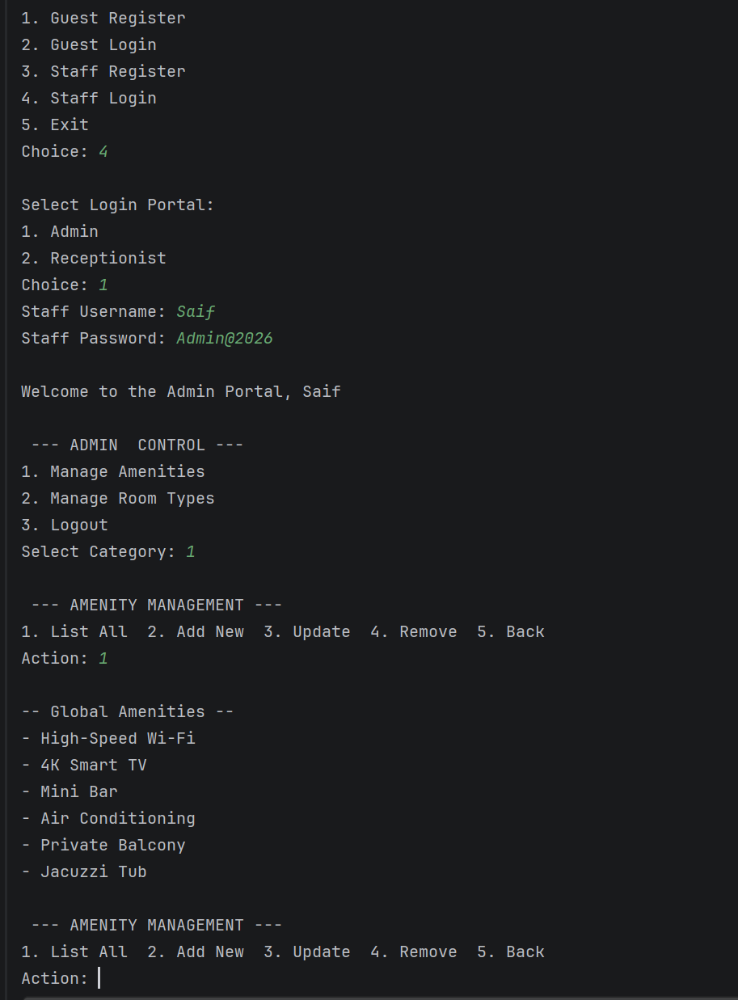 1. Guest Register
2. Guest Login
3. Staff Register
4. Staff Login
5. Exit
Choice: 4
Select Login Portal:
1. Admin
2. Receptionist
Choice: 1
Staff Username: Saif
Staff Password: Admin@2026
Welcome to the Admin Portal, Saif
--- ADMIN  CONTROL ---
1. Manage Amenities
2. Manage Room Types
3. Logout
Select Category: 1
--- AMENITY MANAGEMENT ---
1. List All  2. Add New  3. Update  4. Remove  5. Back
Action: 1
-- Global Amenities --
- High-Speed Wi-Fi
- 4K Smart TV
- Mini Bar
- Air Conditioning
- Private Balcony
- Jacuzzi Tub
--- AMENITY MANAGEMENT ---
1. List All  2. Add New  3. Update  4. Remove  5. Back
Action: